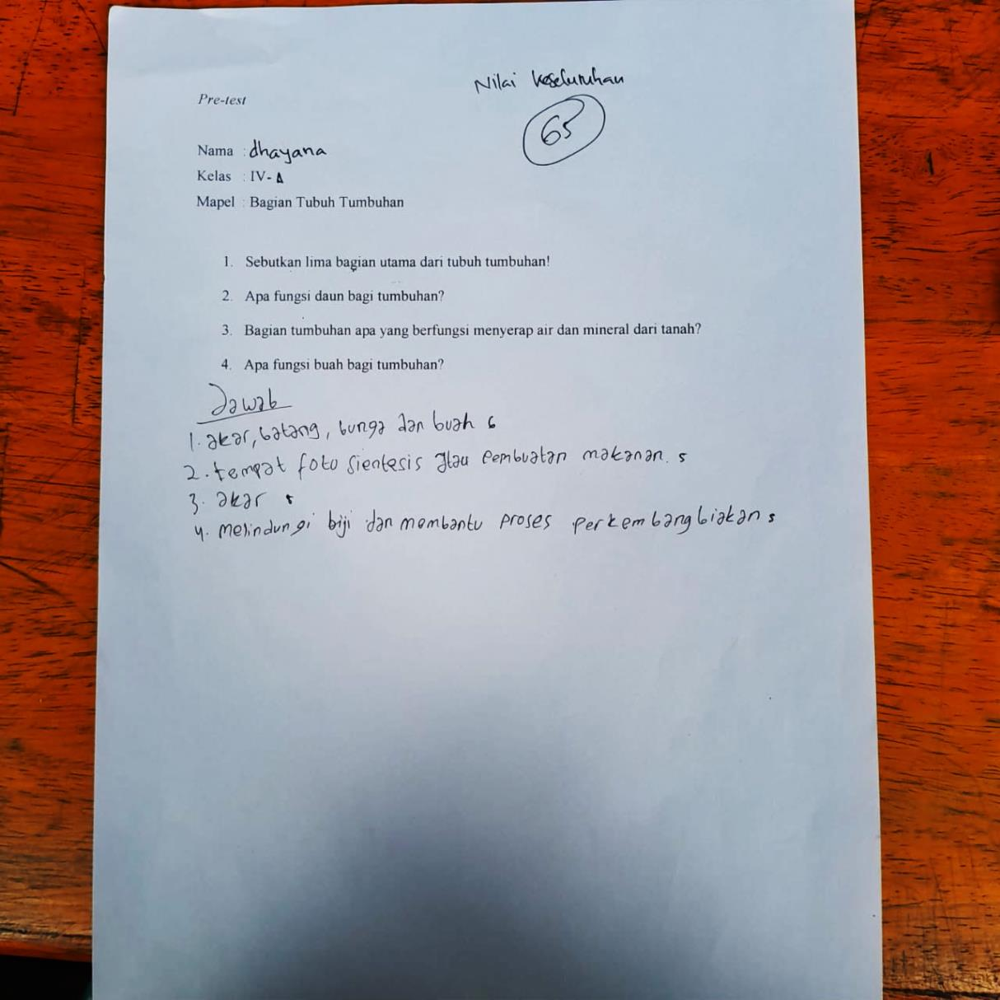 Nilai keseluruhan
Pre-test
65
Nama : dhayana
Kelas : IV- A
Mapel : Bagian Tubuh Tumbuhan
1. Sebutkan lima bagian utama dari tubuh tumbuhan!
2. Apa fungsi daun bagi tumbuhan?
3. Bagian tumbuhan apa yang berfungsi menyerap air dan mineral dari tanah?
4. Apa fungsi buah bagi tumbuhan?
Jawab
1. akar, batang, bunga dan buah 6
2. tempat foto sientesis atau pembuatan makanan. 5
3. akar
4. melindungi biji dan membantu proses perkembangbiakan 5